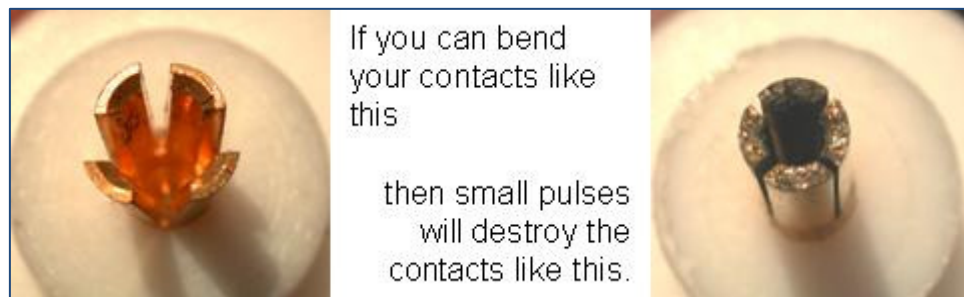 If you can bend
your contacts like
this
then small pulses
will destroy the
contacts like this.